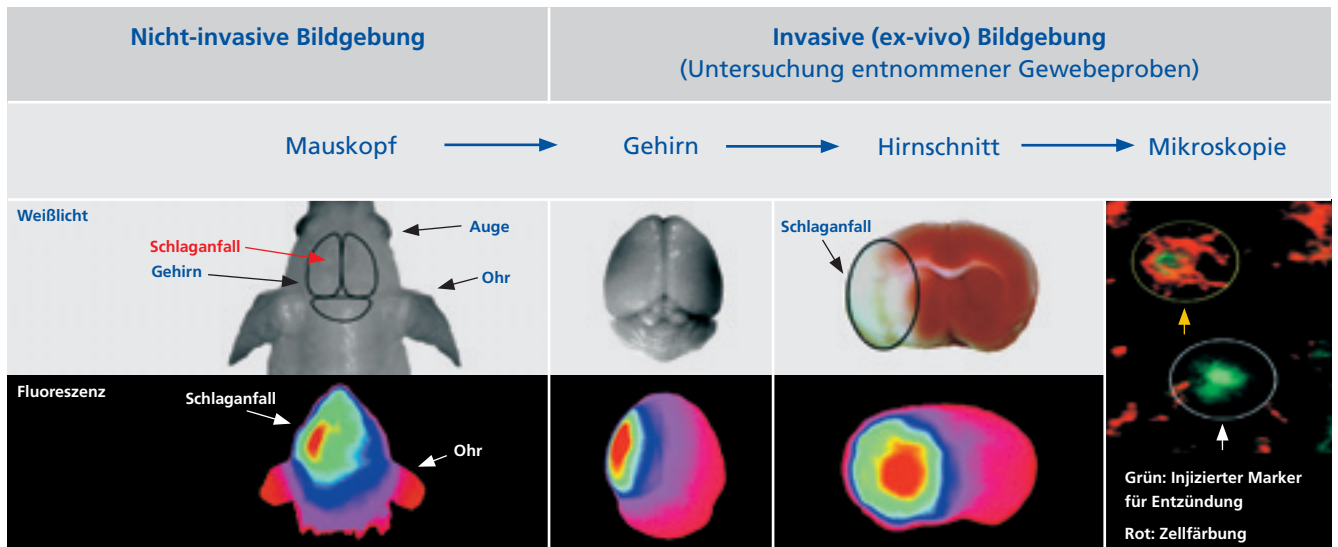 Nicht-invasive Bildgebung
Invasive (ex-vivo) Bildgebung
(Untersuchung entnommener Gewebeproben)
Mauskopf
Gehirn
Hirnschnitt
Mikroskopie
Weißlicht
Auge
Schlaganfall
Gehirn
Ohr
Schlaganfall
Fluoreszenz
Schlaganfall
Ohr
Grün: Injizierter Marker
für Entzündung
Rot: Zellfärbung